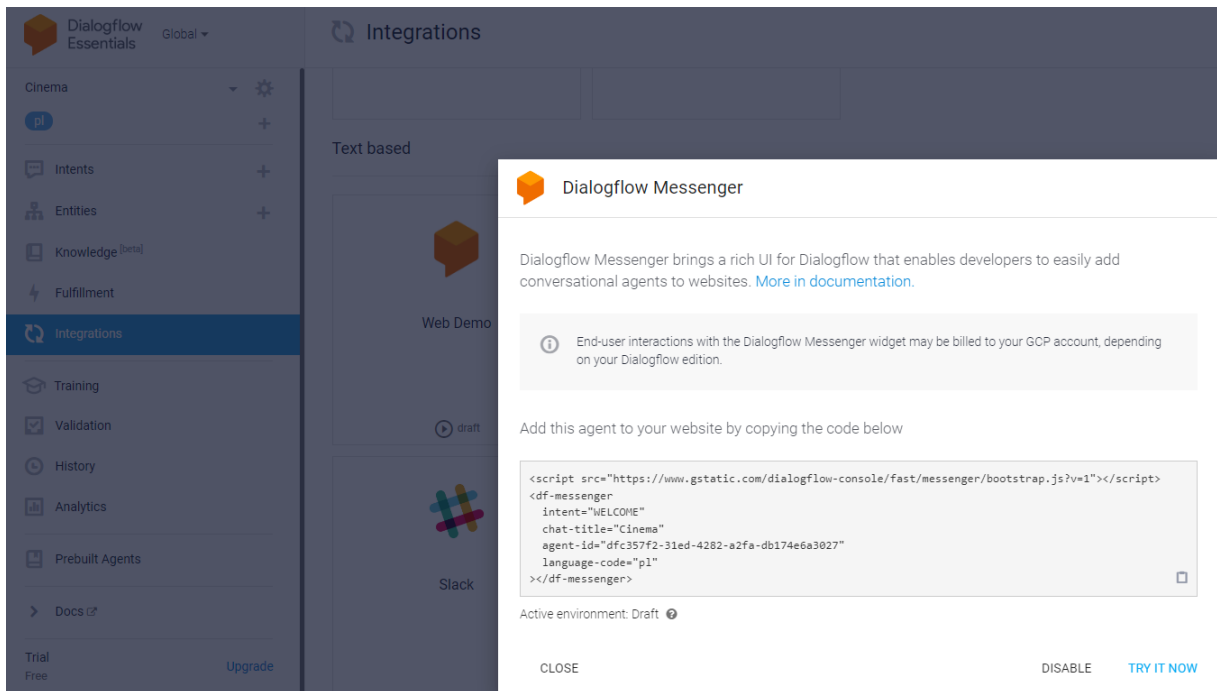 Dialogflow
Essentials
Global
Integrations
Cinema
pl
Intents
Entities
Knowledge [beta]
Fulfillment
Integrations
Training
Validation
History
Analytics
Prebuilt Agents
Docs
Trial
Free
Upgrade
Text based
Web Demo
draft
Slack
Dialogflow Messenger
Dialogflow Messenger brings a rich UI for Dialogflow that enables developers to easily add
conversational agents to websites. More in documentation.
End-user interactions with the Dialogflow Messenger widget may be billed to your GCP account, depending
on your Dialogflow edition.
Add this agent to your website by copying the code below
<script src="https://www.gstatic.com/dialogflow-console/fast/messenger/bootstrap.js?v=1"></script>
<df-messenger
  intent="WELCOME"
  chat-title="Cinema"
  agent-id="dfc357f2-31ed-4282-a2fa-db174e6a3027"
  language-code="pl"
></df-messenger>
Active environment: Draft
CLOSE
DISABLE
TRY IT NOW